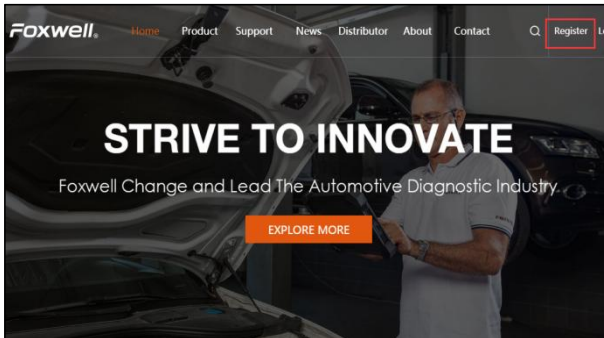 FOXWELL®
Home Product Support News Distributor About Contact Register
STRIVE TO INNOVATE
Foxwell Change and Lead The Automotive Diagnostic Industry.
EXPLORE MORE